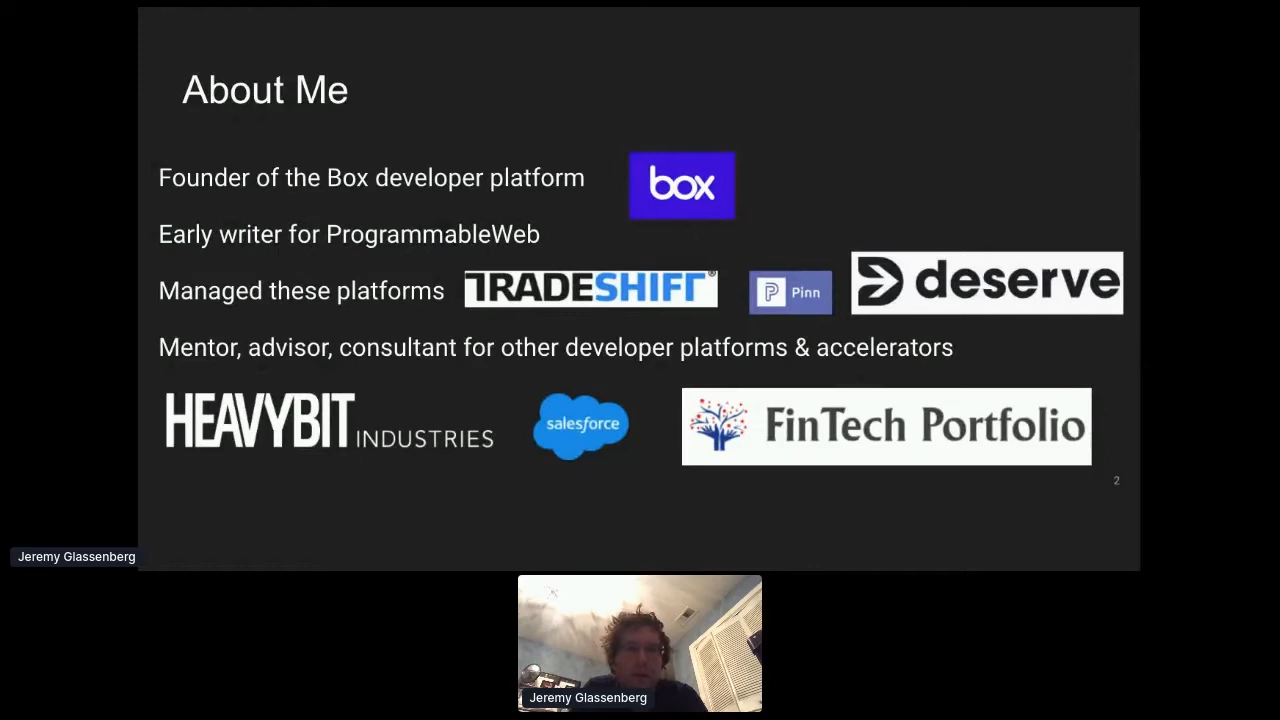 About Me
Founder of the Box developer platform
box
Early writer for ProgrammableWeb
Managed these platforms
TRADESHIFT®
P Pinn
deserve
Mentor, advisor, consultant for other developer platforms & accelerators
HEAVYBIT INDUSTRIES
salesforce
FinTech Portfolio
2
Jeremy Glassenberg
Jeremy Glassenberg